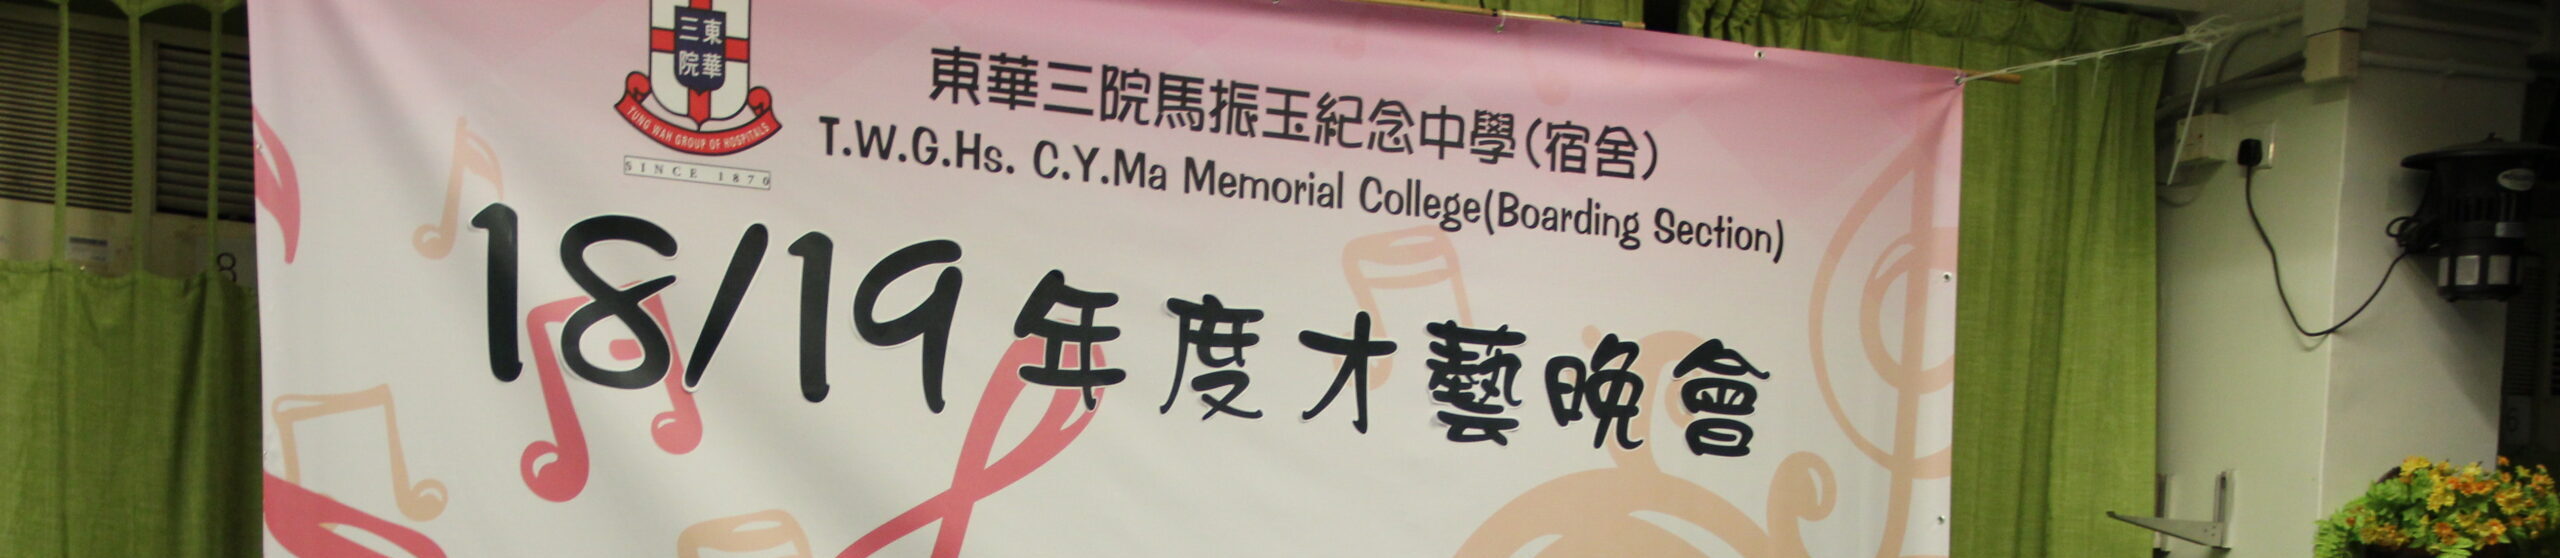 三東
院華
TUNG WAH GROUP OF HOSPITALS
SINCE 1870
東華三院馬振玉紀念中學(宿舍)
T.W.G.Hs. C.Y.Ma Memorial College(Boarding Section)
18/19年度才藝晚會
8